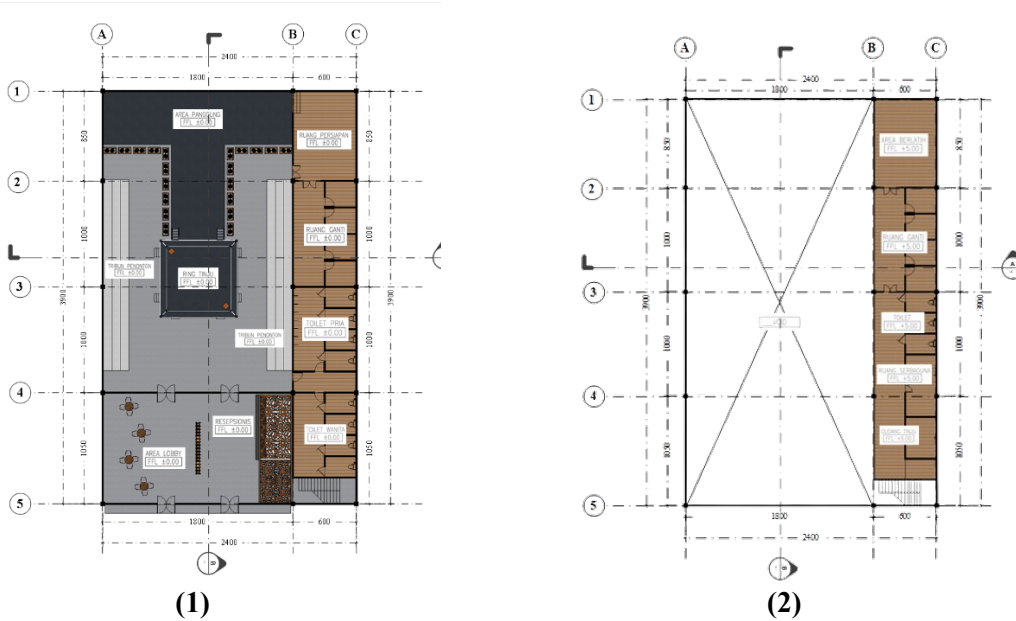 A B C
2400
1800 600
1
850
AREA PANGGUNG
FFL ±0.00
RUANG PERSIAPAN
FFL ±0.00
850
2
1000
RUANG GANTI
FFL ±0.00
1000
TRIBUN PENONTON
FFL ±0.00
RING TINJU
FFL ±0.00
3
3900
3900
TOILET PRIA
FFL ±0.00
TRIBUN PENONTON
FFL ±0.00
1000
1000
4
RESEPSIONIS
FFL ±0.00
TOILET WANITA
FFL ±0.00
AREA LOBBY
FFL ±0.00
1050
1050
5
1800 600
2400
B
(1)
A B C
2400
1800 600
1
850
AREA BERLATIH
FFL +5.00
850
2
1000
RUANG GANTI
FFL +5.00
1000
A
3
3900
3900
VOID
TOILET
FFL +5.00
1000
1000
RUANG SERBAGUNA
FFL +5.00
4
GUDANG TINJU
FFL +5.00
1050
1050
5
1800 600
2400
B
(2)